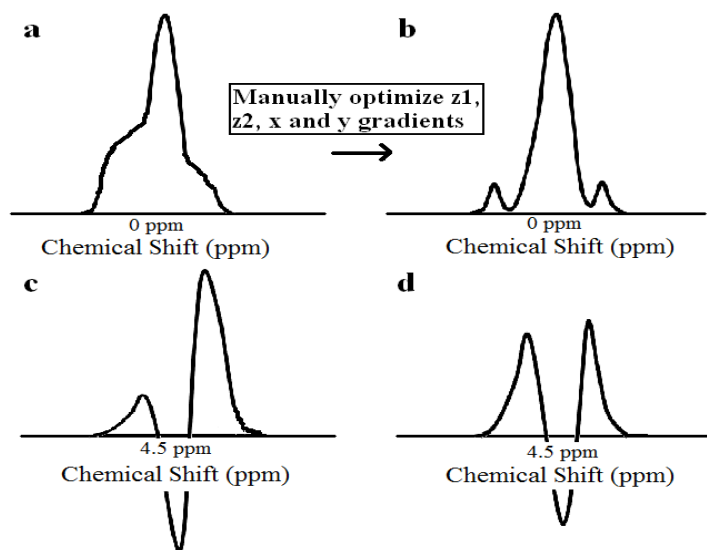 a
b
Manually optimize z1,
z2, x and y gradients
0 ppm
Chemical Shift (ppm)
0 ppm
Chemical Shift (ppm)
c
d
4.5 ppm
Chemical Shift (ppm)
4.5 ppm
Chemical Shift (ppm)